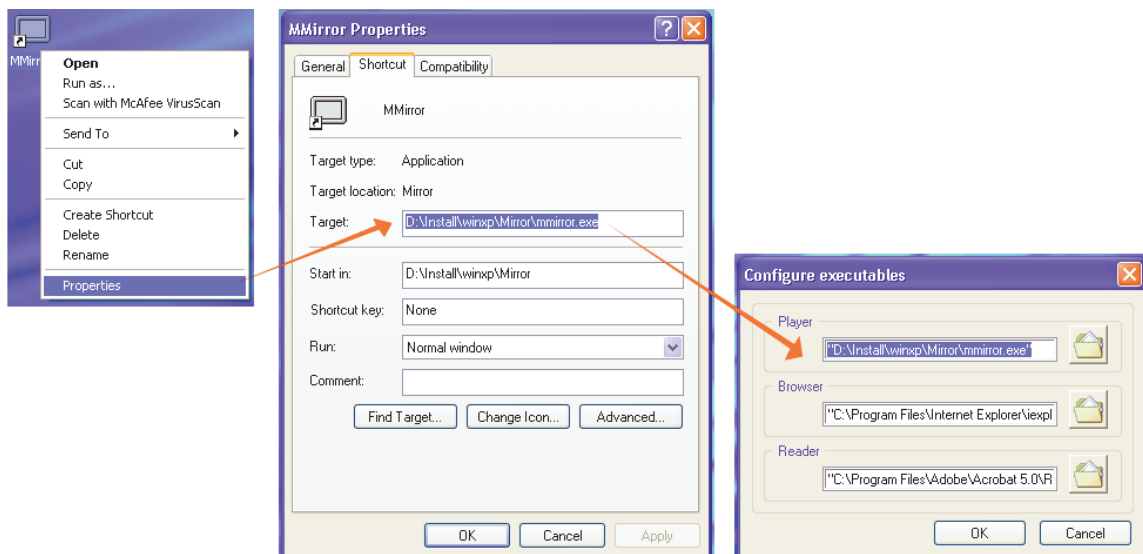 MMirr
Open
Run as...
Scan with McAfee VirusScan
Send To
Cut
Copy
Create Shortcut
Delete
Rename
Properties
MMirror Properties
General Shortcut Compatibility
MMirror
Target type: Application
Target location: Mirror
Target: D:\Install\winxp\Mirror\mmirror.exe
Start in: D:\Install\winxp\Mirror
Shortcut key: None
Run: Normal window
Comment:
Find Target... Change Icon... Advanced...
OK Cancel Apply
Configure executables
Player
"D:\Install\winxp\Mirror\mmirror.exe"
Browser
"C:\Program Files\Internet Explorer\iexpl
Reader
"C:\Program Files\Adobe\Acrobat 5.0\R
OK Cancel